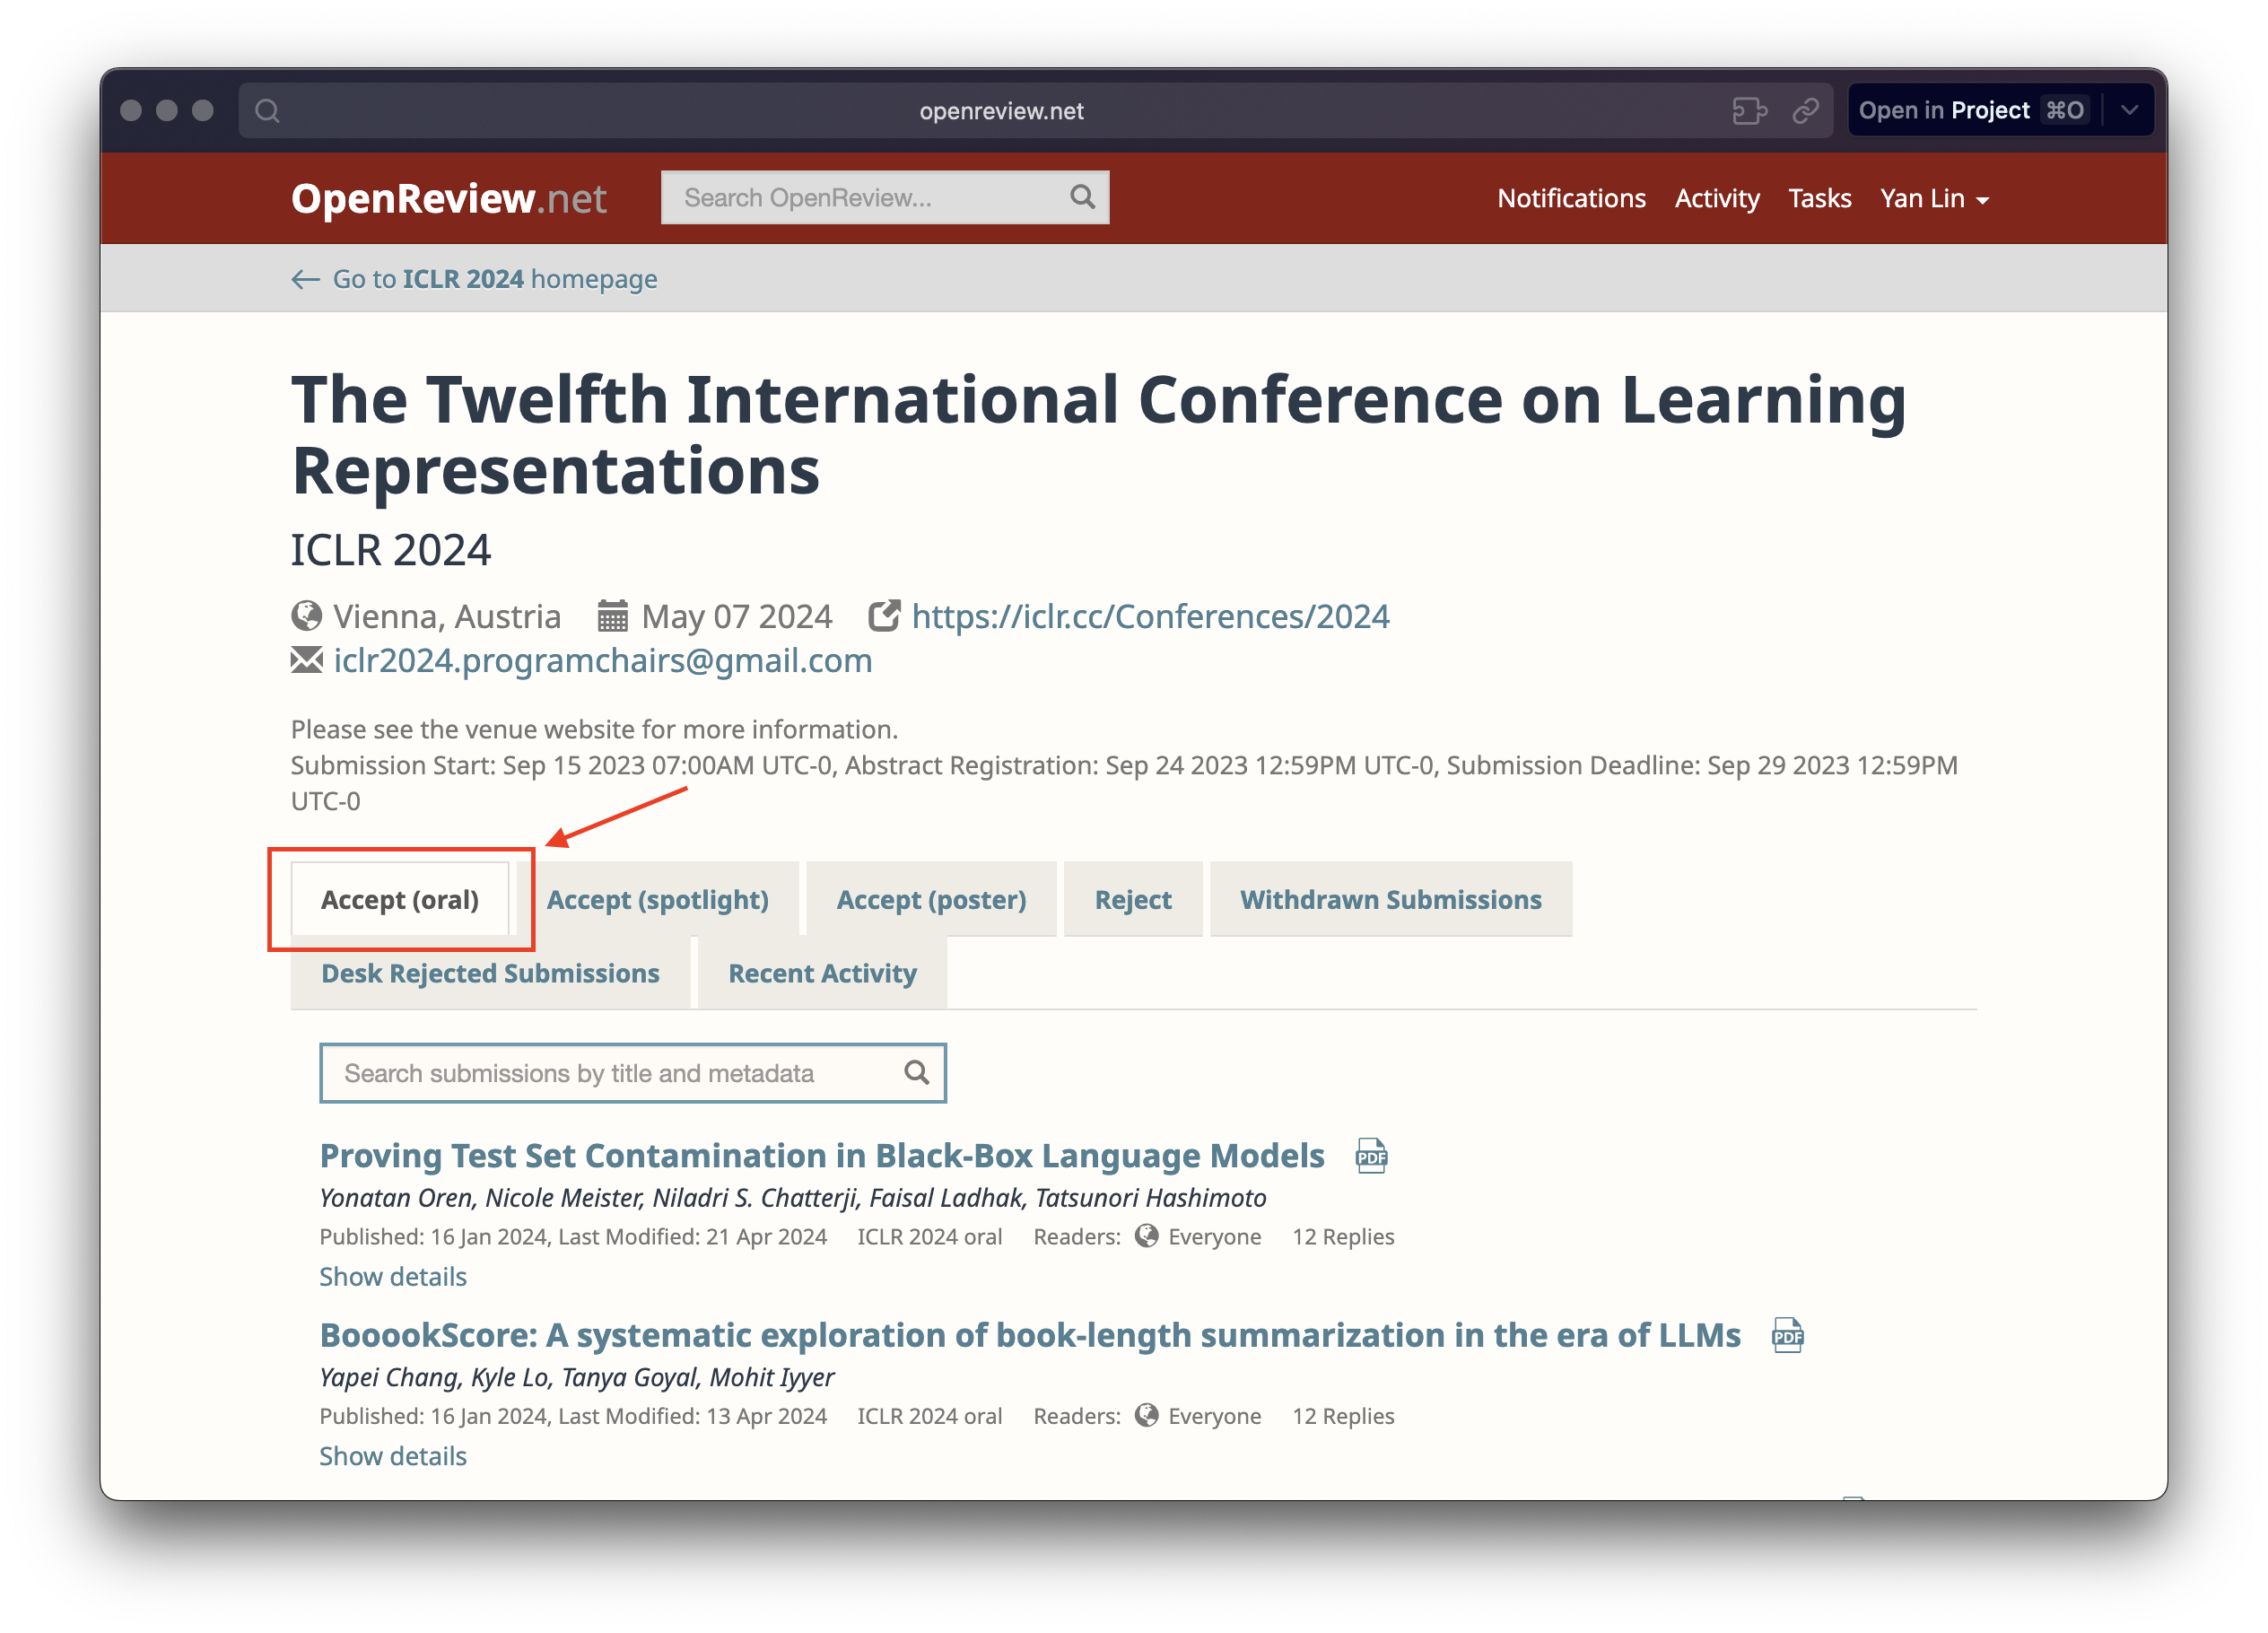 openreview.net
Open in Project ⌘O
OpenReview.net
Search OpenReview...
Notifications Activity Tasks Yan Lin
Go to ICLR 2024 homepage
The Twelfth International Conference on Learning
Representations
ICLR 2024
Vienna, Austria May 07 2024 https://iclr.cc/Conferences/2024
iclr2024.programchairs@gmail.com
Please see the venue website for more information.
Submission Start: Sep 15 2023 07:00AM UTC-0, Abstract Registration: Sep 24 2023 12:59PM UTC-0, Submission Deadline: Sep 29 2023 12:59PM
UTC-0
Accept (oral) Accept (spotlight) Accept (poster) Reject Withdrawn Submissions
Desk Rejected Submissions Recent Activity
Search submissions by title and metadata
Proving Test Set Contamination in Black-Box Language Models PDF
Yonatan Oren, Nicole Meister, Niladri S. Chatterji, Faisal Ladhak, Tatsunori Hashimoto
Published: 16 Jan 2024, Last Modified: 21 Apr 2024 ICLR 2024 oral Readers: Everyone 12 Replies
Show details
BooookScore: A systematic exploration of book-length summarization in the era of LLMs PDF
Yapei Chang, Kyle Lo, Tanya Goyal, Mohit Iyyer
Published: 16 Jan 2024, Last Modified: 13 Apr 2024 ICLR 2024 oral Readers: Everyone 12 Replies
Show details